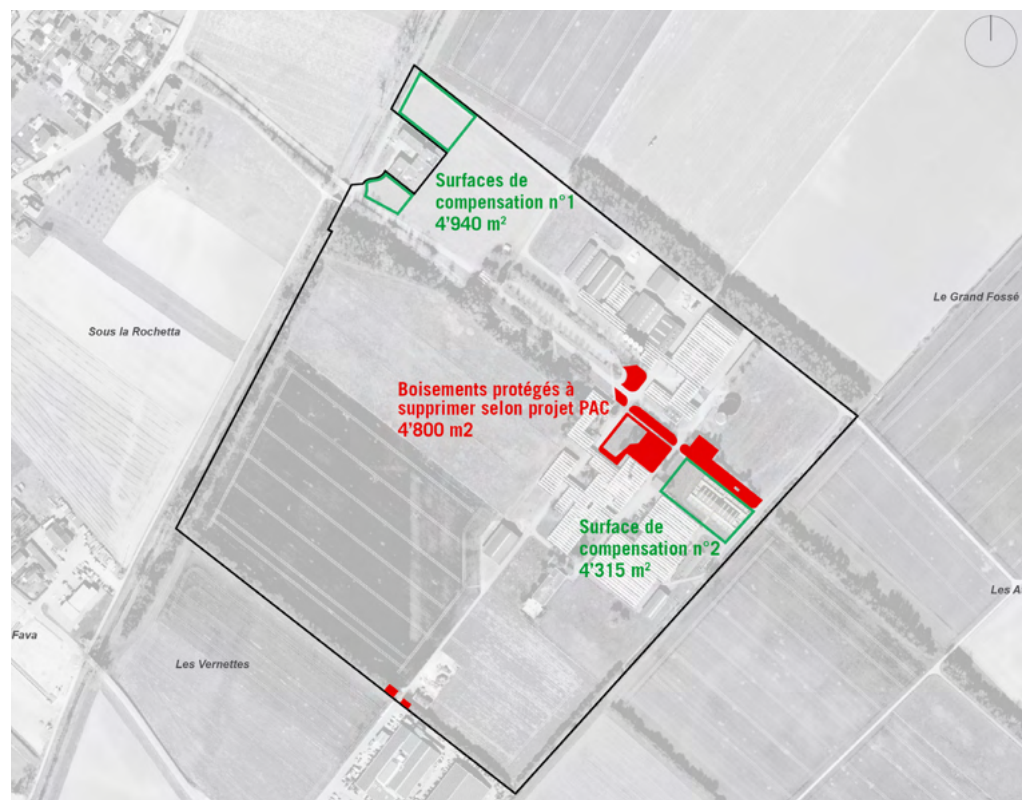 Surfaces de
compensation n°1
4'940 m²
Le Grand Fossé
Sous la Rochetta
Boisements protégés à
supprimer selon projet PAC
4'800 m2
Surface de
compensation n°2
4'315 m²
Les
Fava
Les Vernettes